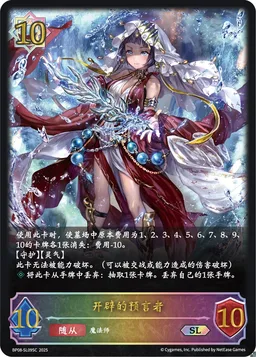 10
使用此卡时，使墓场中原本费用为1、2、3、4、5、6、7、8、9、
10的卡牌各1张消失：费用-10。
【守护】【灵气】
此卡无法被能力破坏。（可以被交战或能力造成的伤害破坏）
此卡将从手牌中丢弃：抽取1张卡牌。丢弃自己的1张手牌。
开辟的预言者
10
随从 魔法师
SL
10
BP08-SL09SC 2025
© Cygames, Inc. Published by NetEase Games